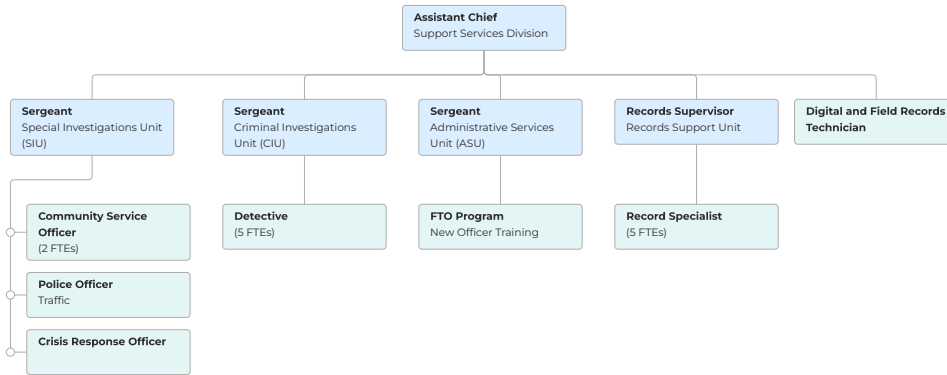 Assistant Chief
Support Services Division
Sergeant
Special Investigations Unit
(SIU)
Sergeant
Criminal Investigations
Unit (CIU)
Sergeant
Administrative Services
Unit (ASU)
Records Supervisor
Records Support Unit
Digital and Field Records
Technician
Community Service
Officer
(2 FTEs)
Detective
(5 FTEs)
FTO Program
New Officer Training
Record Specialist
(5 FTEs)
Police Officer
Traffic
Crisis Response Officer